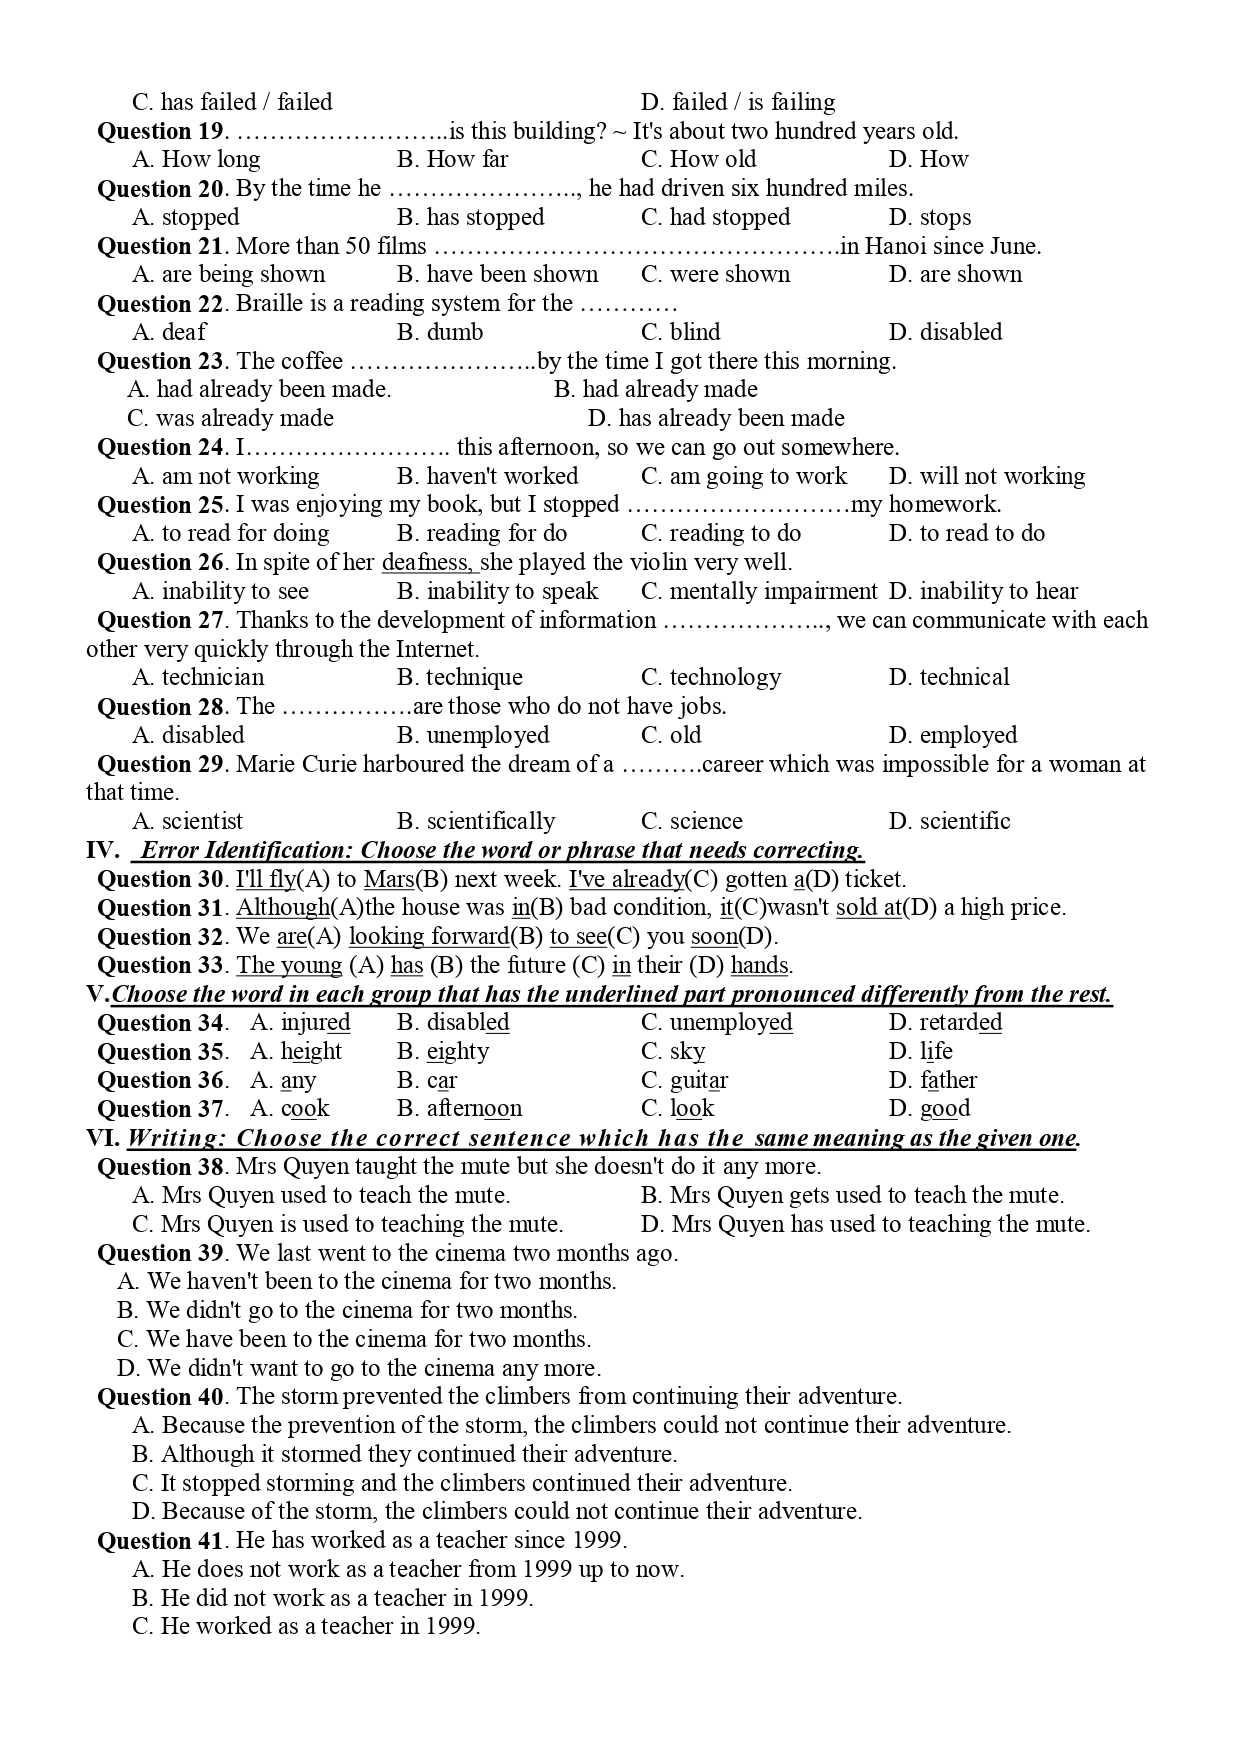 C. has failed / failed D. failed / is failing
Question 19. ……………………..is this building? ~ It's about two hundred years old.
A. How long B. How far C. How old D. How
Question 20. By the time he ………………….., he had driven six hundred miles.
A. stopped B. has stopped C. had stopped D. stops
Question 21. More than 50 films ………………………………………….in Hanoi since June.
A. are being shown B. have been shown C. were shown D. are shown
Question 22. Braille is a reading system for the …………
A. deaf B. dumb C. blind D. disabled
Question 23. The coffee …………………..by the time I got there this morning.
A. had already been made. B. had already made
C. was already made D. has already been made
Question 24. I……………………. this afternoon, so we can go out somewhere.
A. am not working B. haven't worked C. am going to work D. will not working
Question 25. I was enjoying my book, but I stopped ………………………my homework.
A. to read for doing B. reading for do C. reading to do D. to read to do
Question 26. In spite of her deafness, she played the violin very well.
A. inability to see B. inability to speak C. mentally impairment D. inability to hear
Question 27. Thanks to the development of information ……………….., we can communicate with each
other very quickly through the Internet.
A. technician B. technique C. technology D. technical
Question 28. The …………….are those who do not have jobs.
A. disabled B. unemployed C. old D. employed
Question 29. Marie Curie harboured the dream of a ……….career which was impossible for a woman at
that time.
A. scientist B. scientifically C. science D. scientific
IV. Error Identification: Choose the word or phrase that needs correcting.
Question 30. I'll fly(A) to Mars(B) next week. I've already(C) gotten a(D) ticket.
Question 31. Although(A)the house was in(B) bad condition, it(C)wasn't sold at(D) a high price.
Question 32. We are(A) looking forward(B) to see(C) you soon(D).
Question 33. The young (A) has (B) the future (C) in their (D) hands.
V.Choose the word in each group that has the underlined part pronounced differently from the rest.
Question 34. A. injured B. disabled C. unemployed D. retarded
Question 35. A. height B. eighty C. sky D. life
Question 36. A. any B. car C. guitar D. father
Question 37. A. cook B. afternoon C. look D. good
VI. Writing: Choose the correct sentence which has the same meaning as the given one.
Question 38. Mrs Quyen taught the mute but she doesn't do it any more.
A. Mrs Quyen used to teach the mute. B. Mrs Quyen gets used to teach the mute.
C. Mrs Quyen is used to teaching the mute. D. Mrs Quyen has used to teaching the mute.
Question 39. We last went to the cinema two months ago.
A. We haven't been to the cinema for two months.
B. We didn't go to the cinema for two months.
C. We have been to the cinema for two months.
D. We didn't want to go to the cinema any more.
Question 40. The storm prevented the climbers from continuing their adventure.
A. Because the prevention of the storm, the climbers could not continue their adventure.
B. Although it stormed they continued their adventure.
C. It stopped storming and the climbers continued their adventure.
D. Because of the storm, the climbers could not continue their adventure.
Question 41. He has worked as a teacher since 1999.
A. He does not work as a teacher from 1999 up to now.
B. He did not work as a teacher in 1999.
C. He worked as a teacher in 1999.